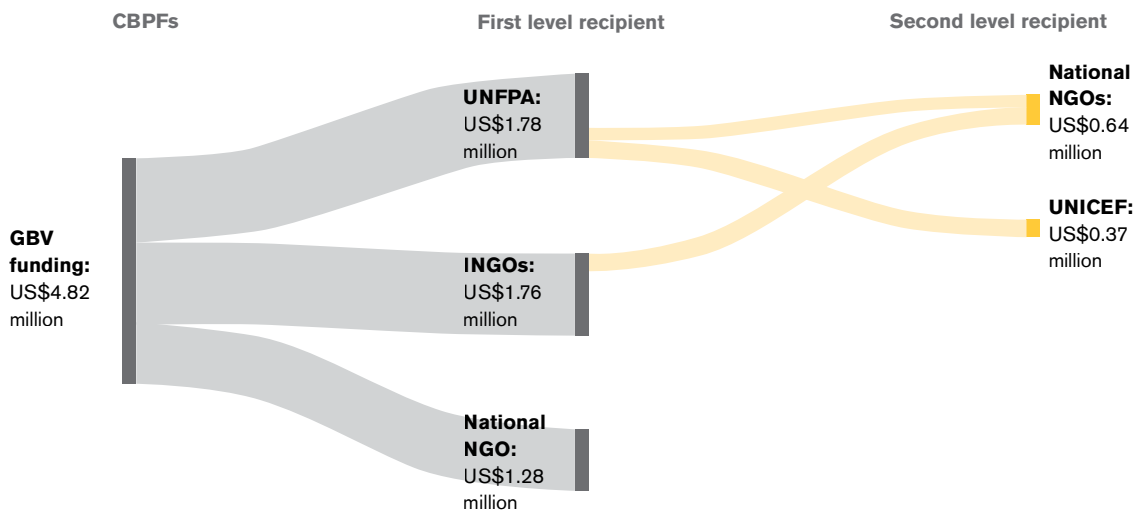 CBPFs
First level recipient
Second level recipient
GBV
funding:
US$4.82
million
UNFPA:
US$1.78
million
INGOs:
US$1.76
million
National
NGO:
US$1.28
million
National
NGOs:
US$0.64
million
UNICEF:
US$0.37
million